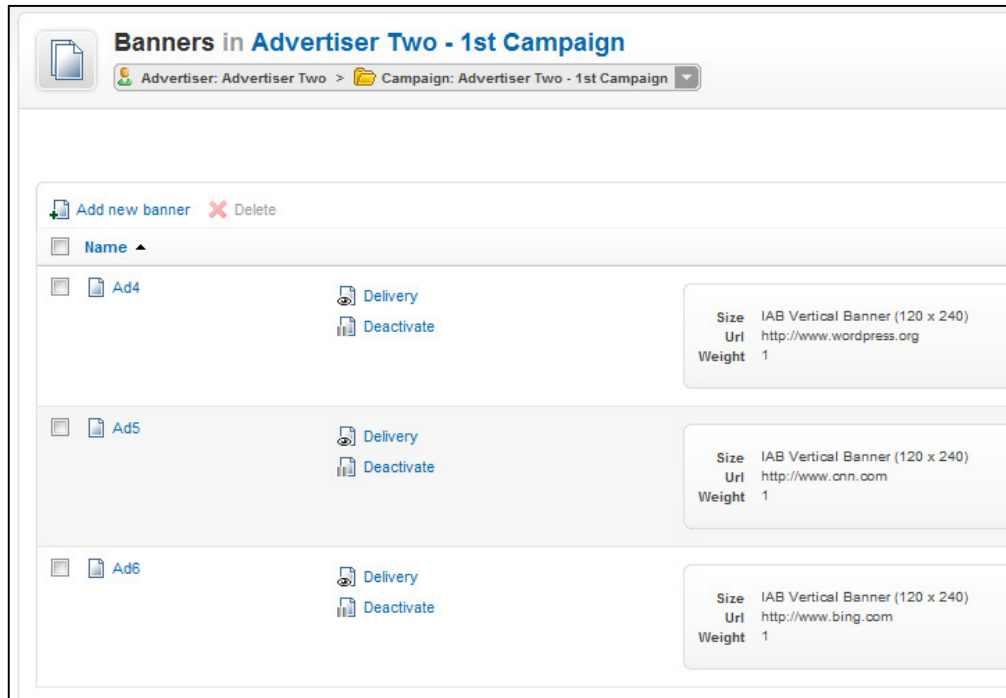 Banners in Advertiser Two - 1st Campaign
Advertiser: Advertiser Two > Campaign: Advertiser Two - 1st Campaign
Add new banner Delete
Name
Ad4
Delivery
Deactivate
Size IAB Vertical Banner (120 x 240)
Url http://www.wordpress.org
Weight 1
Ad5
Delivery
Deactivate
Size IAB Vertical Banner (120 x 240)
Url http://www.cnn.com
Weight 1
Ad6
Delivery
Deactivate
Size IAB Vertical Banner (120 x 240)
Url http://www.bing.com
Weight 1